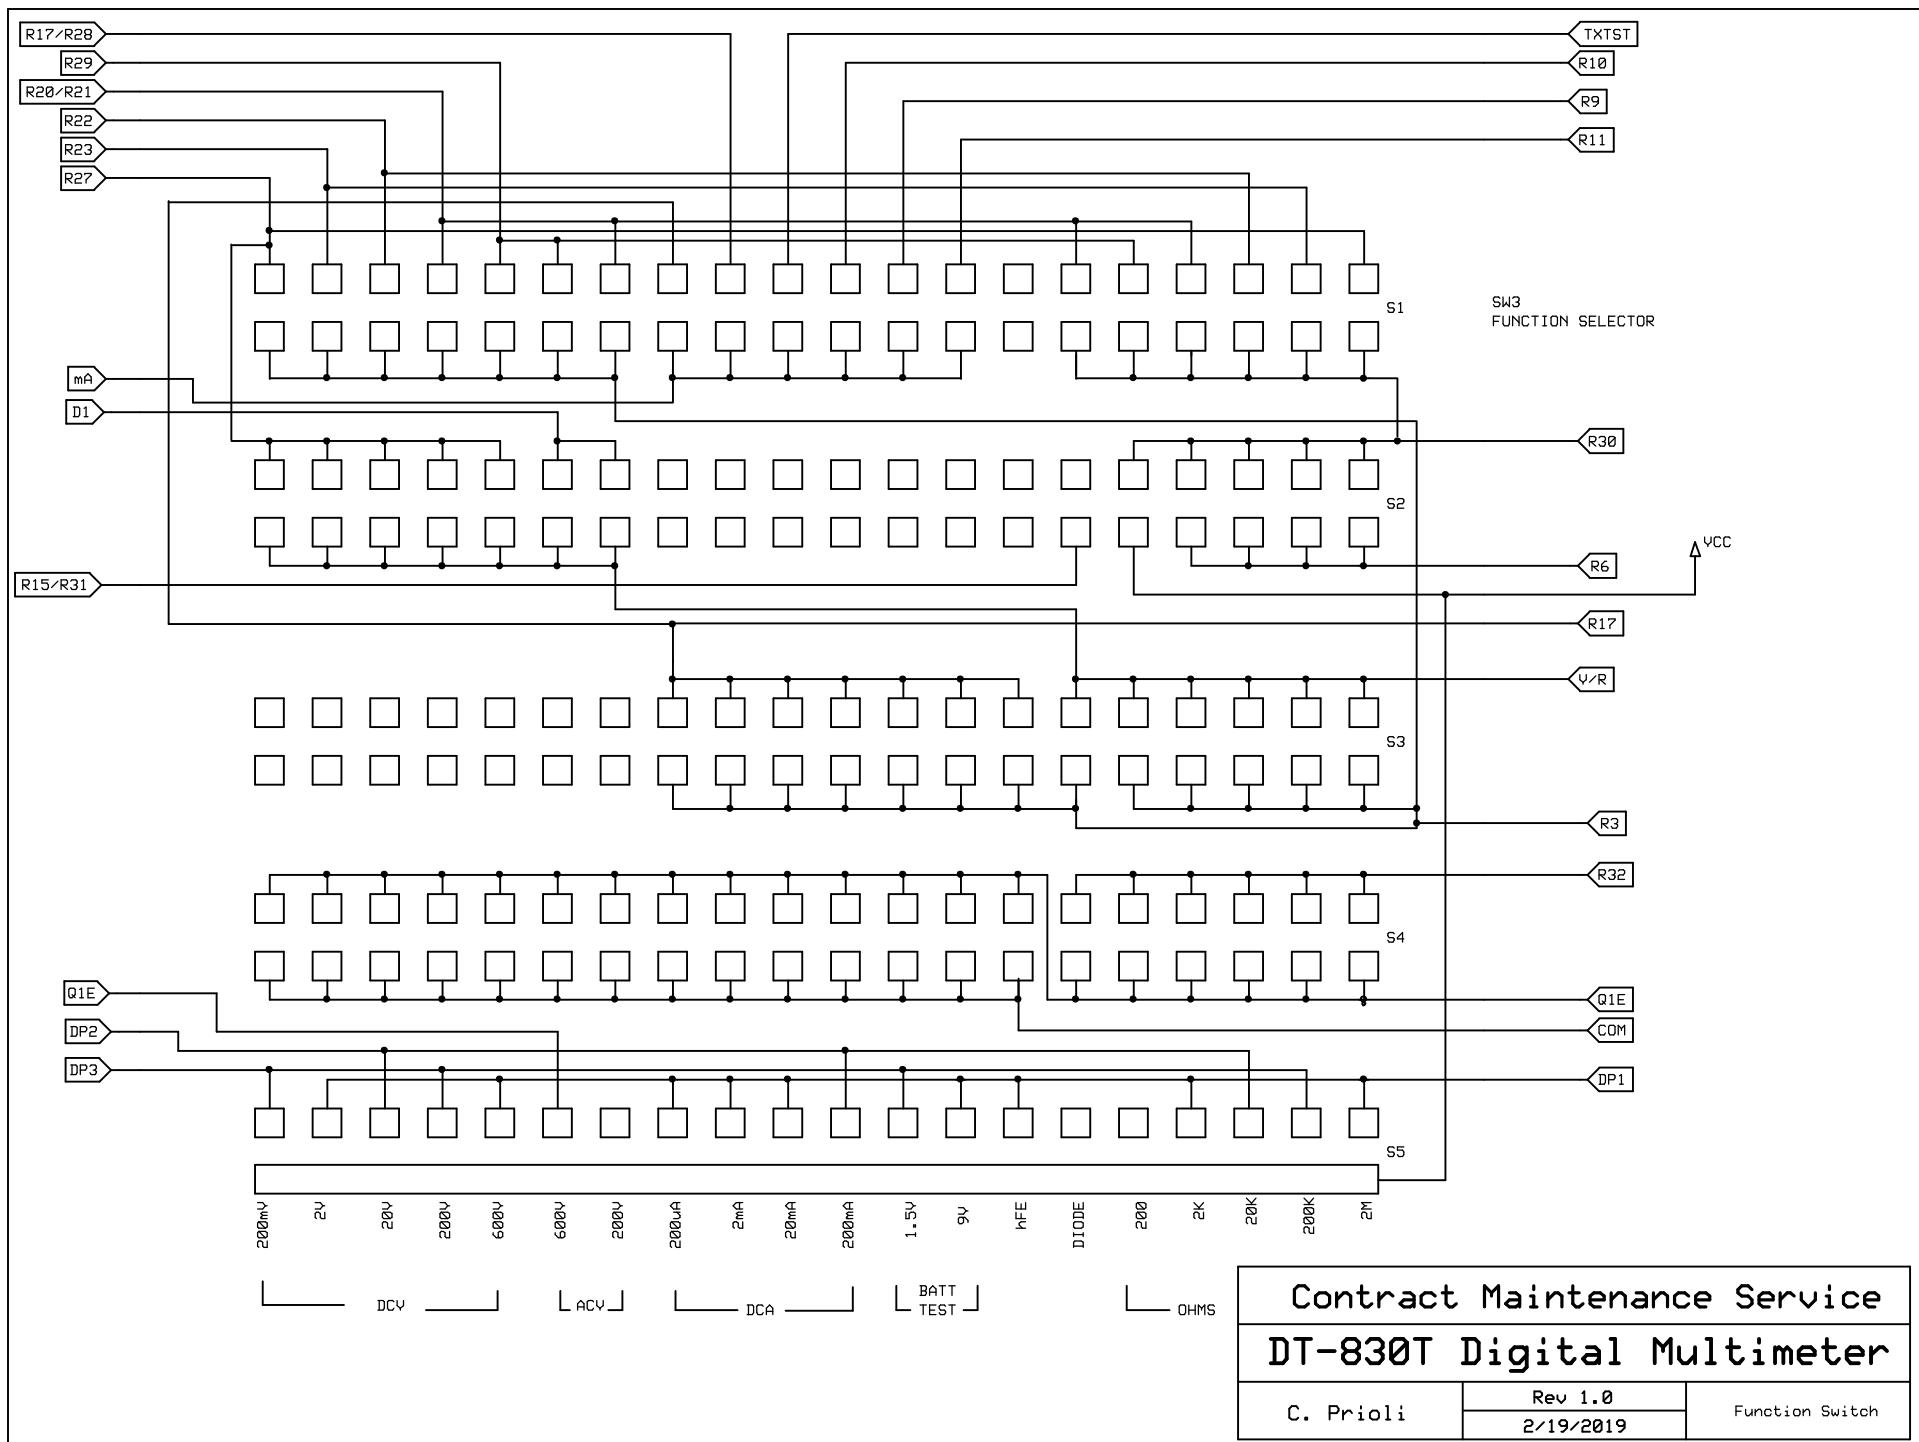 R17/R28
TXTST
R29
R10
R20/R21
R9
R22
R11
R23
R27
S1
SW3
FUNCTION SELECTOR
mA
D1
R30
S2
VCC
R6
R15/R31
R17
V/R
S3
R3
R32
S4
Q1E
Q1E
DP2
COM
DP3
DP1
S5
200mV
2V
20V
200V
600V
600V
200V
200uA
2mA
20mA
200mA
1.5V
9V
hFE
DIODE
200
2K
20K
200K
2M
DCV
ACV
DCA
BATT
TEST
OHMS
Contract Maintenance Service
DT-830T Digital Multimeter
C. Prioli
Rev 1.0
2/19/2019
Function Switch